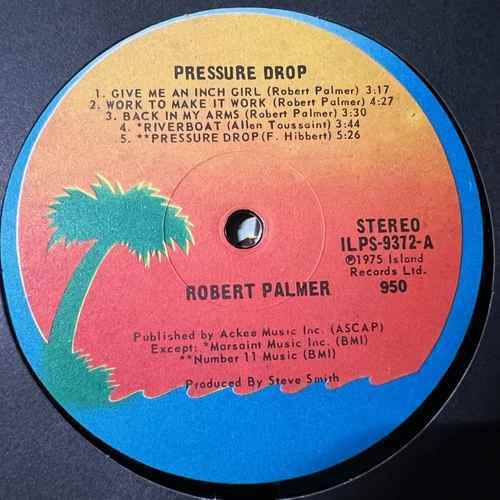 PRESSURE DROP
1. GIVE ME AN INCH GIRL (Robert Palmer) 3:17
2. WORK TO MAKE IT WORK (Robert Palmer) 4:27
3. BACK IN MY ARMS (Robert Palmer) 3:30
4. *RIVERBOAT (Allen Toussaint) 3:44
5. **PRESSURE DROP (F. Hibbert) 5:26
STEREO
ILPS-9372-A
℗1975 Island
Records Ltd.
950
ROBERT PALMER
Published by Ackee Music Inc. (ASCAP)
Except: *Marsaint Music Inc. (BMI)
**Number 11 Music (BMI)
Produced By Steve Smith